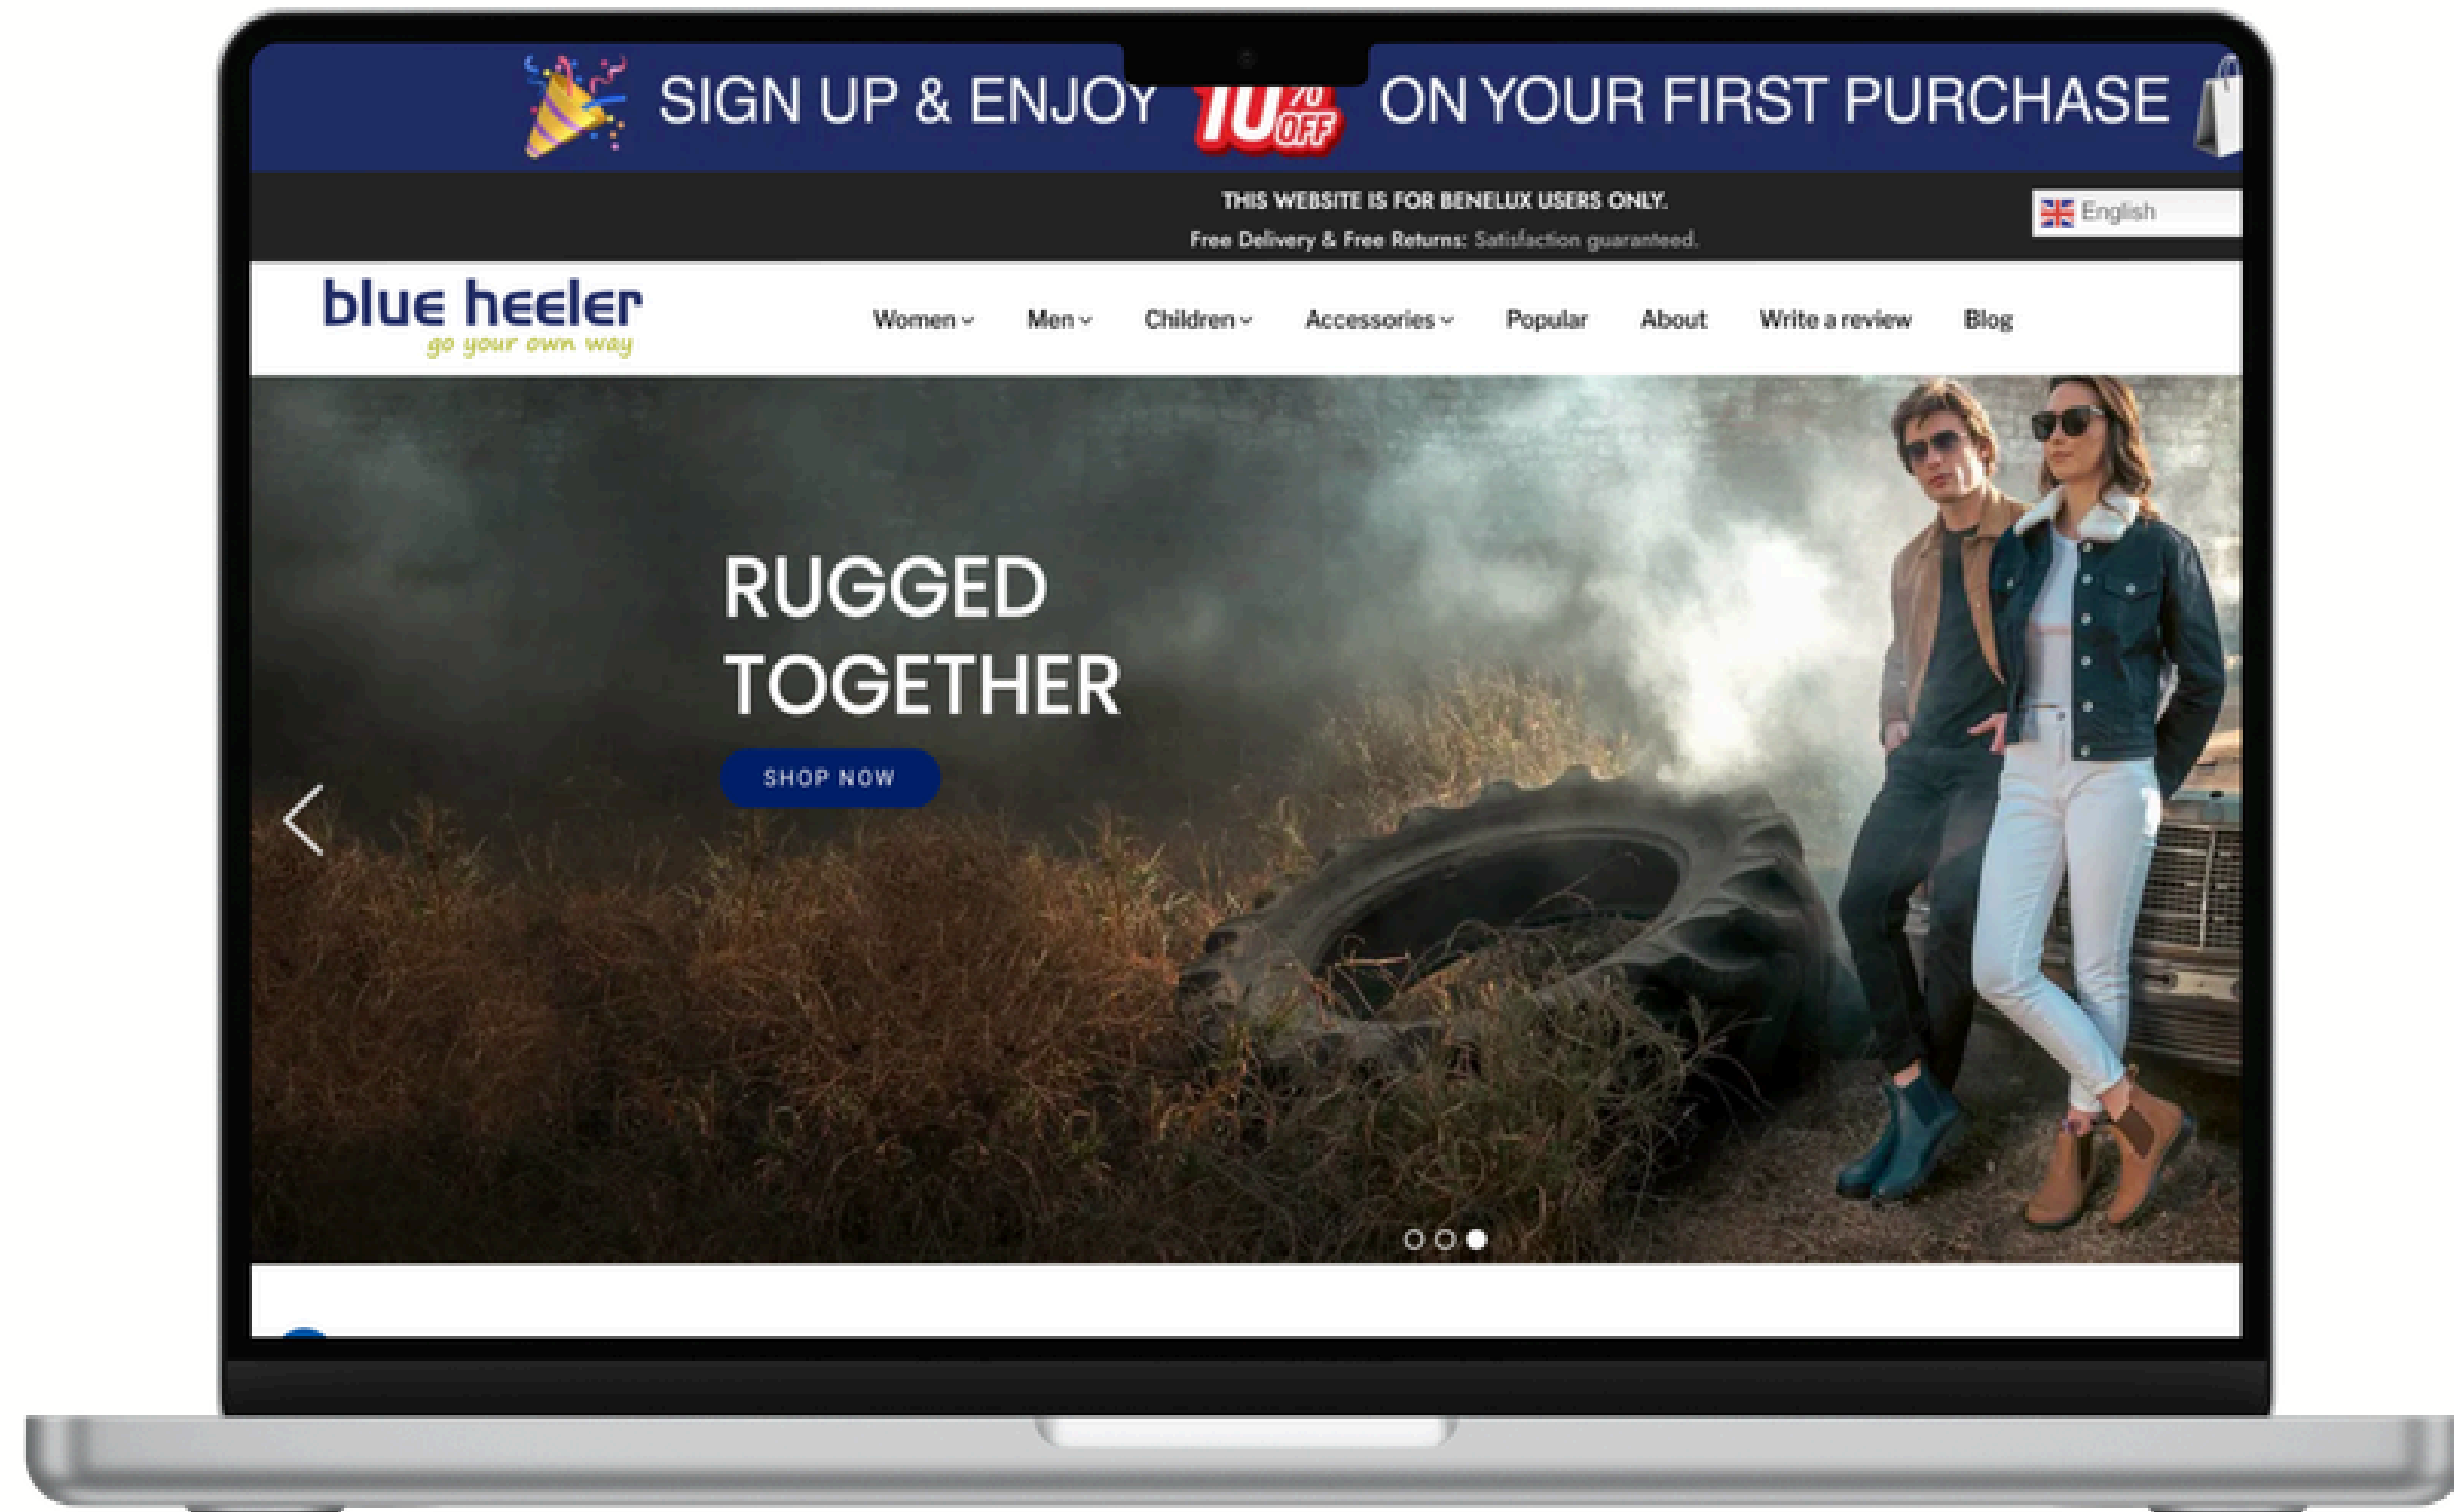 SIGN UP & ENJOY 10% OFF ON YOUR FIRST PURCHASE
THIS WEBSITE IS FOR BENELUX USERS ONLY.
Free Delivery & Free Returns: Satisfaction guaranteed.
English
blue heeler
go your own way
Women Men Children Accessories Popular About Write a review Blog
RUGGED
TOGETHER
SHOP NOW